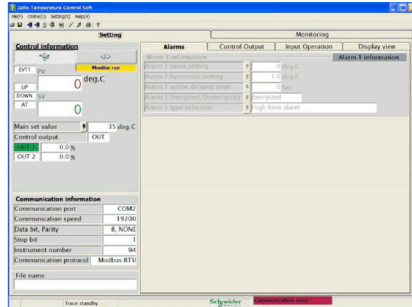 Zelio Temperature Control Soft
File(F) Online(O) Setting(S) Help(H)
Setting
Monitoring
Control information
Monitor run
EVT1
PV
0 deg.C
UP
DOWN
SV
AT
0
Main set value 35 deg.C
Control output OUT
OUT 1 0.0 %
OUT 2 0.0 %
Communication information
Communication port COM2
Communication speed 19200
Data bit, Parity 8, NONE
Stop bit 1
Instrument number 94
Communication protocol Modbus RTU
File name
Alarms
Control Output
Input Operation
Display view
Alarm 1 information
Alarm 1 information
Alarm 1 value setting 0 deg.C
Alarm 1 hysteresis setting 1.0 deg.C
Alarm 1 action delayed timer 0 Sec
Alarm 1 Energized/Deenergized Energized
Alarm 1 type selection High limit alarm
Trace standby
Schneider
Communication error